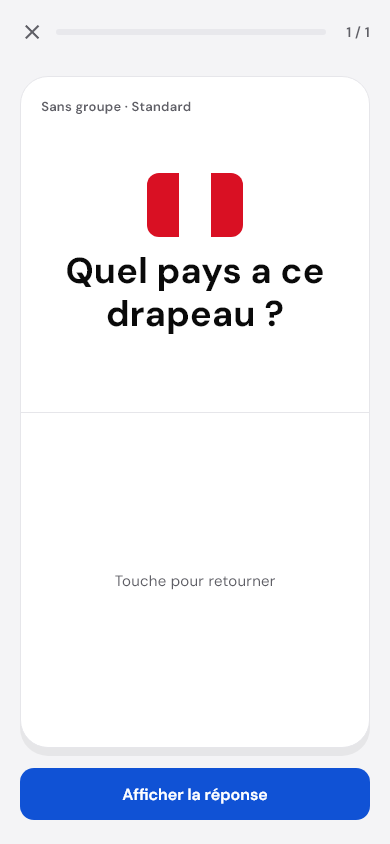 1 / 1
Sans groupe · Standard
Quel pays a ce
drapeau ?
Touche pour retourner
Afficher la réponse